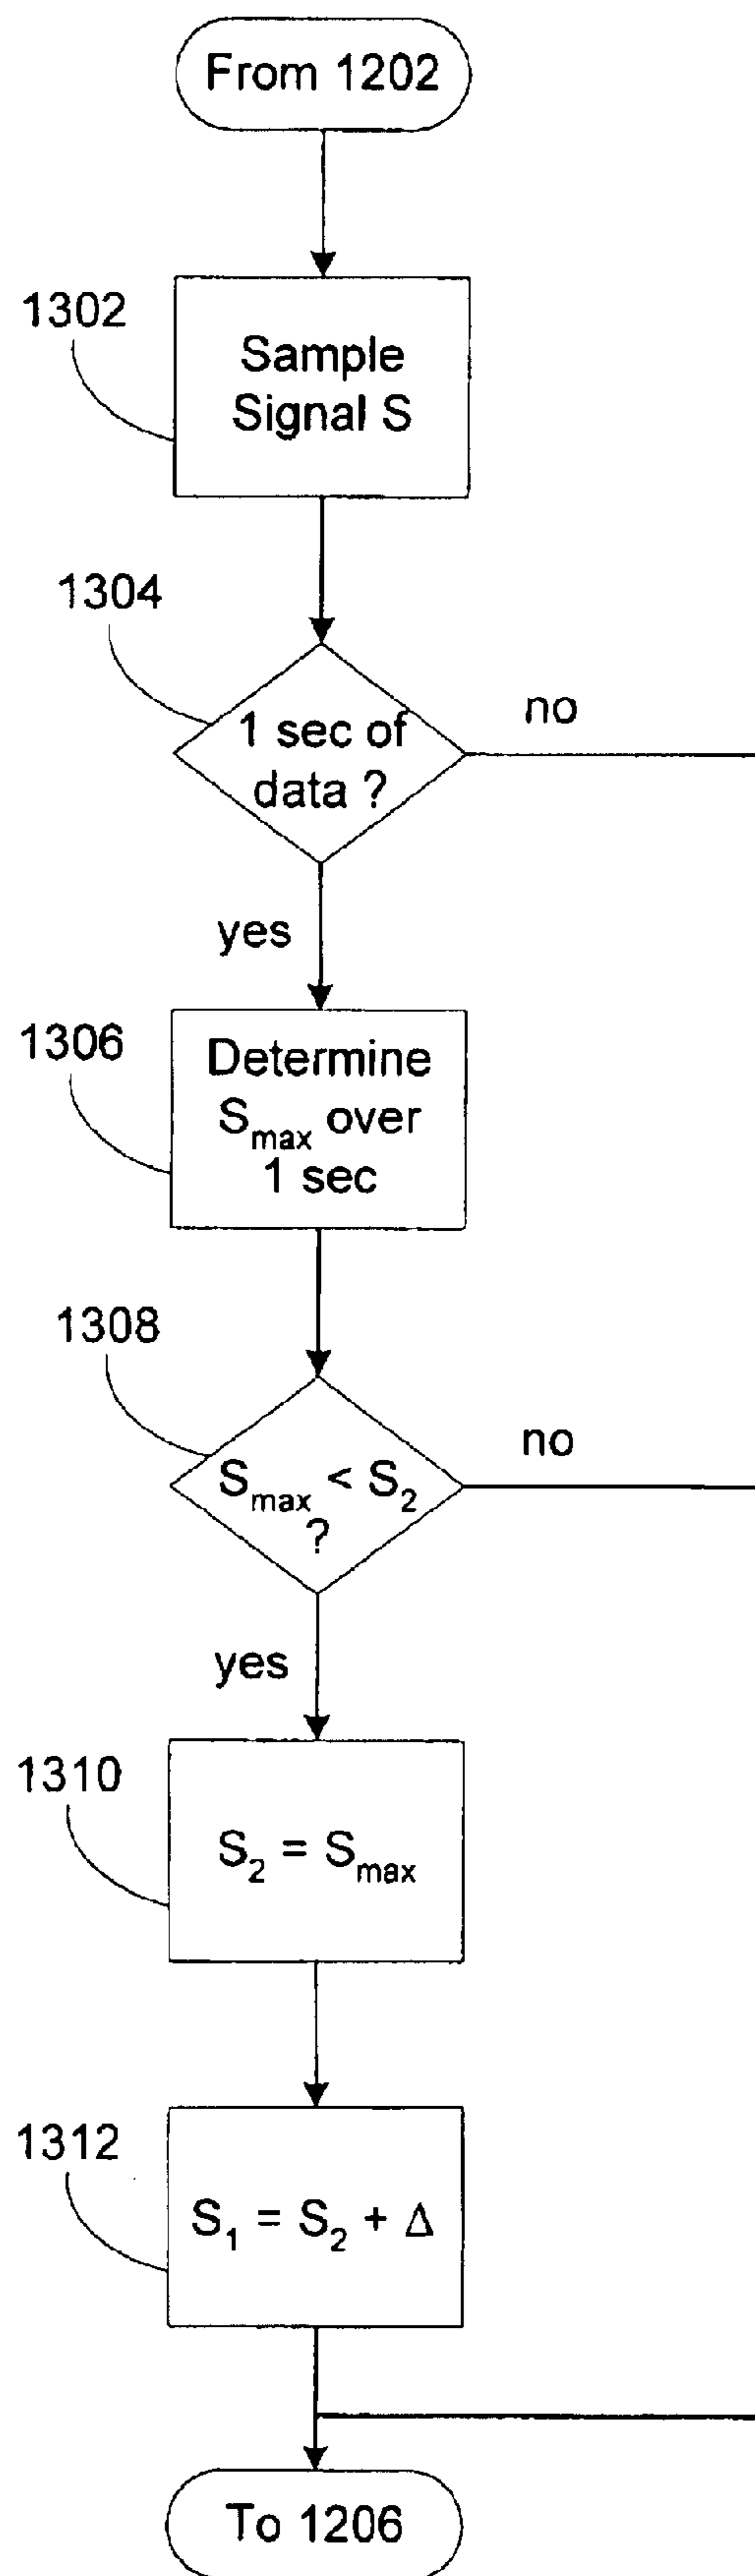 From 1202
1302
Sample
Signal S
1304
1 sec of
data ?
no
yes
1306
Determine
Smax over
1 sec
1308
Smax < S2
?
no
yes
1310
S2 = Smax
1312
S1 = S2 + Δ
To 1206